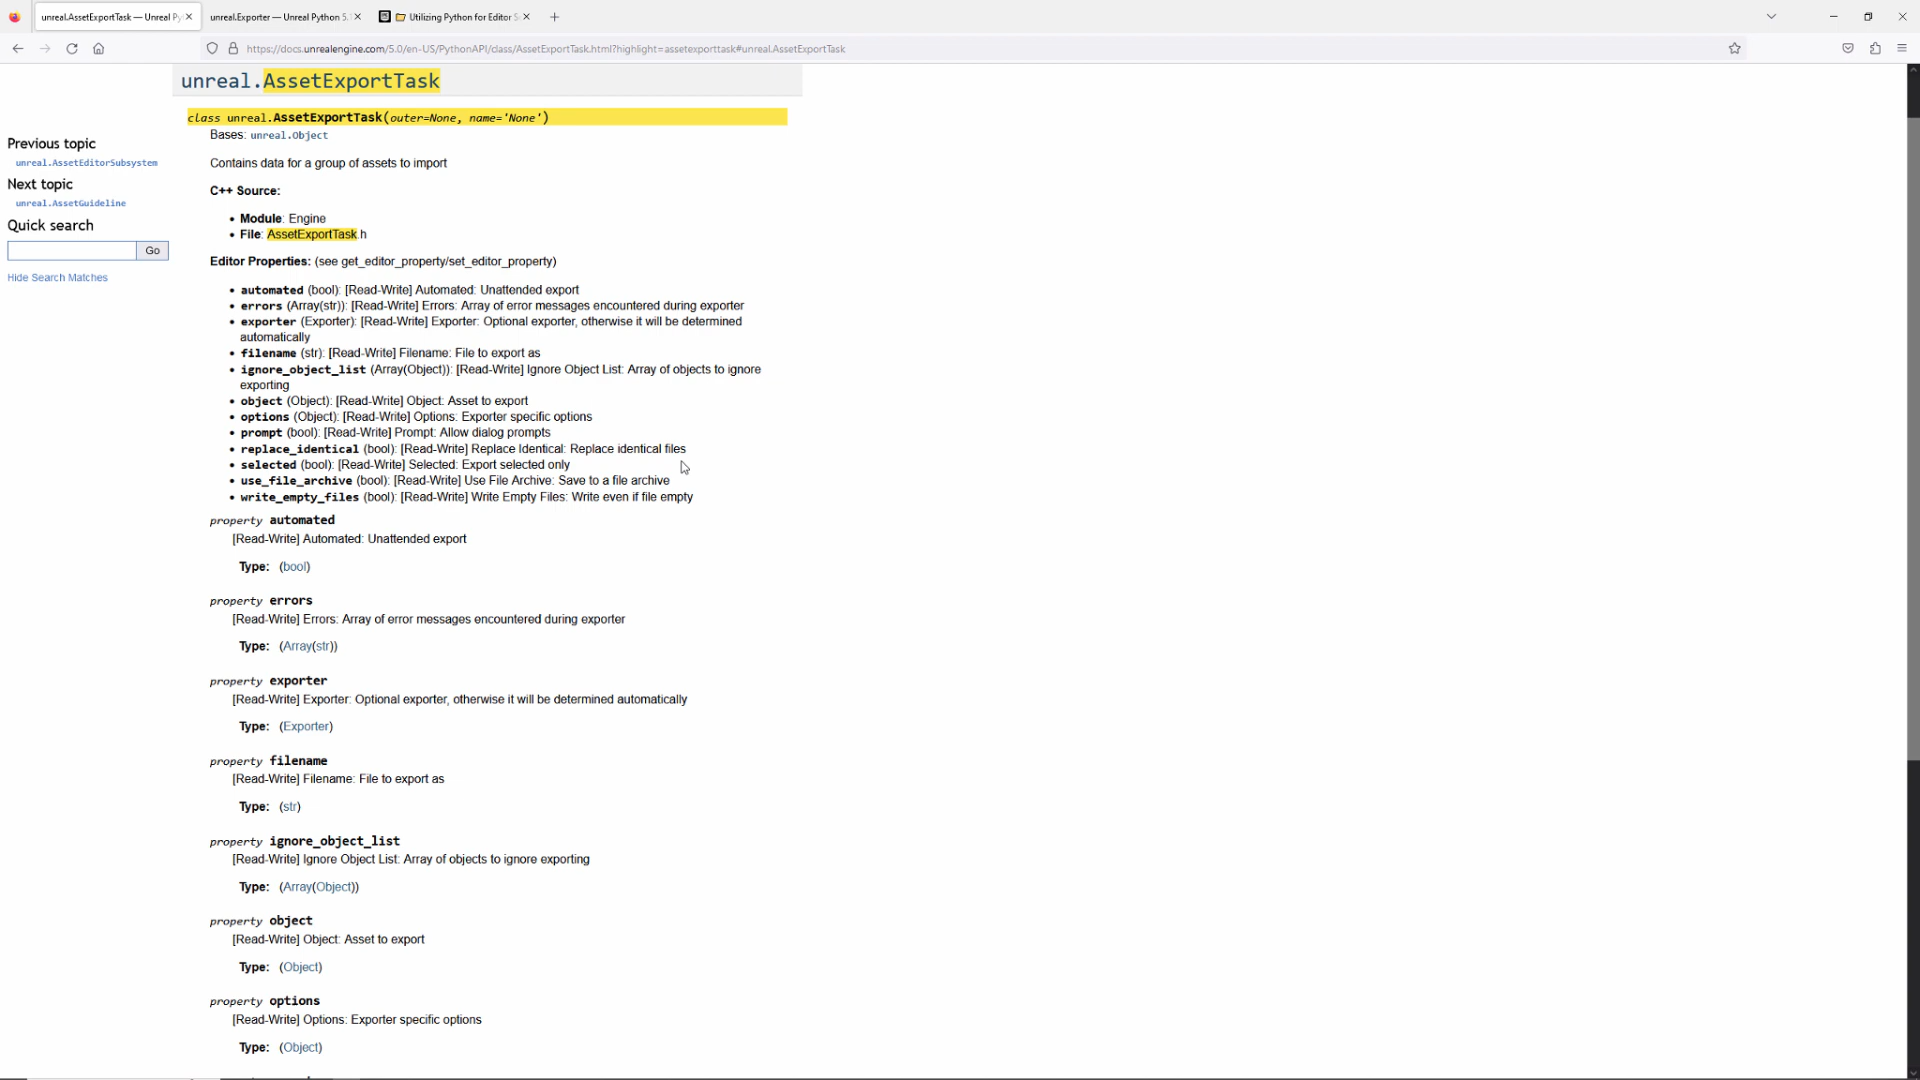 unreal.AssetExportTask — Unreal Py
unreal.Exporter — Unreal Python 5.
Utilizing Python for Editor S
https://docs.unrealengine.com/5.0/en-US/PythonAPI/class/AssetExportTask.html?highlight=assetexporttask#unreal.AssetExportTask
unreal.AssetExportTask
class unreal.AssetExportTask(outer=None, name='None')
Bases: unreal.Object
Previous topic
unreal.AssetEditorSubsystem
Next topic
unreal.AssetGuideline
Quick search
Go
Hide Search Matches
Contains data for a group of assets to import
C++ Source:
• Module: Engine
• File: AssetExportTask.h
Editor Properties: (see get_editor_property/set_editor_property)
• automated (bool): [Read-Write] Automated: Unattended export
• errors (Array(str)): [Read-Write] Errors: Array of error messages encountered during exporter
• exporter (Exporter): [Read-Write] Exporter: Optional exporter, otherwise it will be determined
automatically
• filename (str): [Read-Write] Filename: File to export as
• ignore_object_list (Array(Object)): [Read-Write] Ignore Object List: Array of objects to ignore
exporting
• object (Object): [Read-Write] Object: Asset to export
• options (Object): [Read-Write] Options: Exporter specific options
• prompt (bool): [Read-Write] Prompt: Allow dialog prompts
• replace_identical (bool): [Read-Write] Replace Identical: Replace identical files
• selected (bool): [Read-Write] Selected: Export selected only
• use_file_archive (bool): [Read-Write] Use File Archive: Save to a file archive
• write_empty_files (bool): [Read-Write] Write Empty Files: Write even if file empty
property automated
[Read-Write] Automated: Unattended export
Type: (bool)
property errors
[Read-Write] Errors: Array of error messages encountered during exporter
Type: (Array(str))
property exporter
[Read-Write] Exporter: Optional exporter, otherwise it will be determined automatically
Type: (Exporter)
property filename
[Read-Write] Filename: File to export as
Type: (str)
property ignore_object_list
[Read-Write] Ignore Object List: Array of objects to ignore exporting
Type: (Array(Object))
property object
[Read-Write] Object: Asset to export
Type: (Object)
property options
[Read-Write] Options: Exporter specific options
Type: (Object)